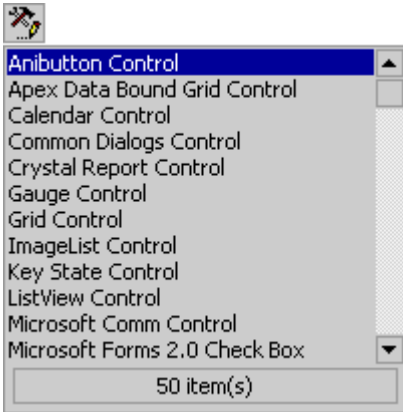 Anibutton Control
Apex Data Bound Grid Control
Calendar Control
Common Dialogs Control
Crystal Report Control
Gauge Control
Grid Control
ImageList Control
Key State Control
ListView Control
Microsoft Comm Control
Microsoft Forms 2.0 Check Box
50 item(s)